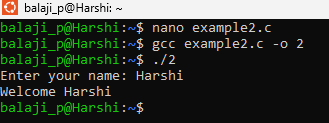 balaji_p@Harshi: ~
balaji_p@Harshi:~$ nano example2.c
balaji_p@Harshi:~$ gcc example2.c -o 2
balaji_p@Harshi:~$ ./2
Enter your name: Harshi
Welcome Harshi
balaji_p@Harshi:~$